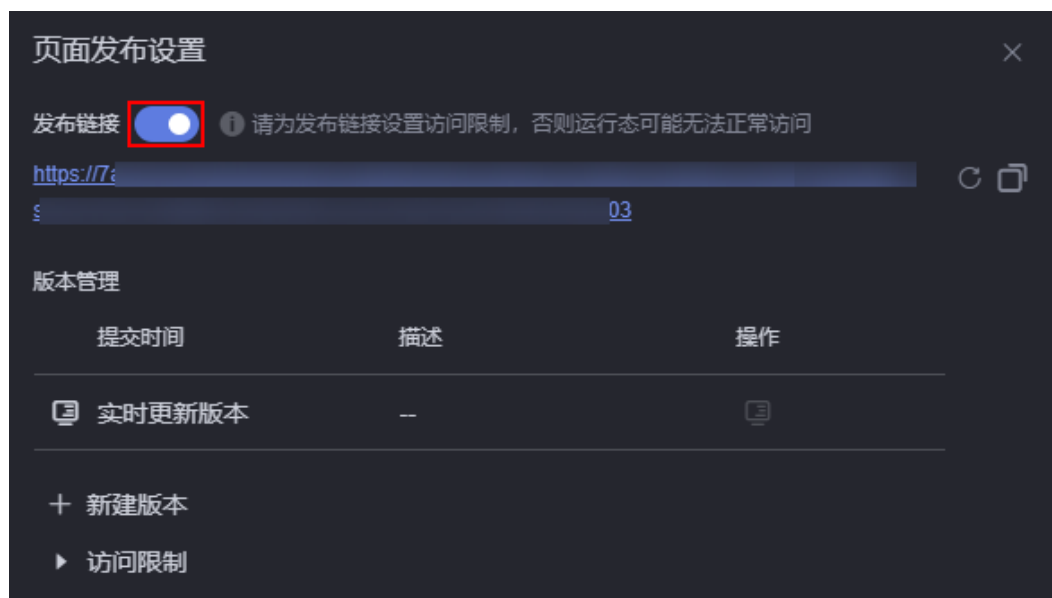 页面发布设置
发布链接 请为发布链接设置访问限制，否则运行态可能无法正常访问
https://7a
03
版本管理
提交时间 描述 操作
实时更新版本 --
新建版本
访问限制